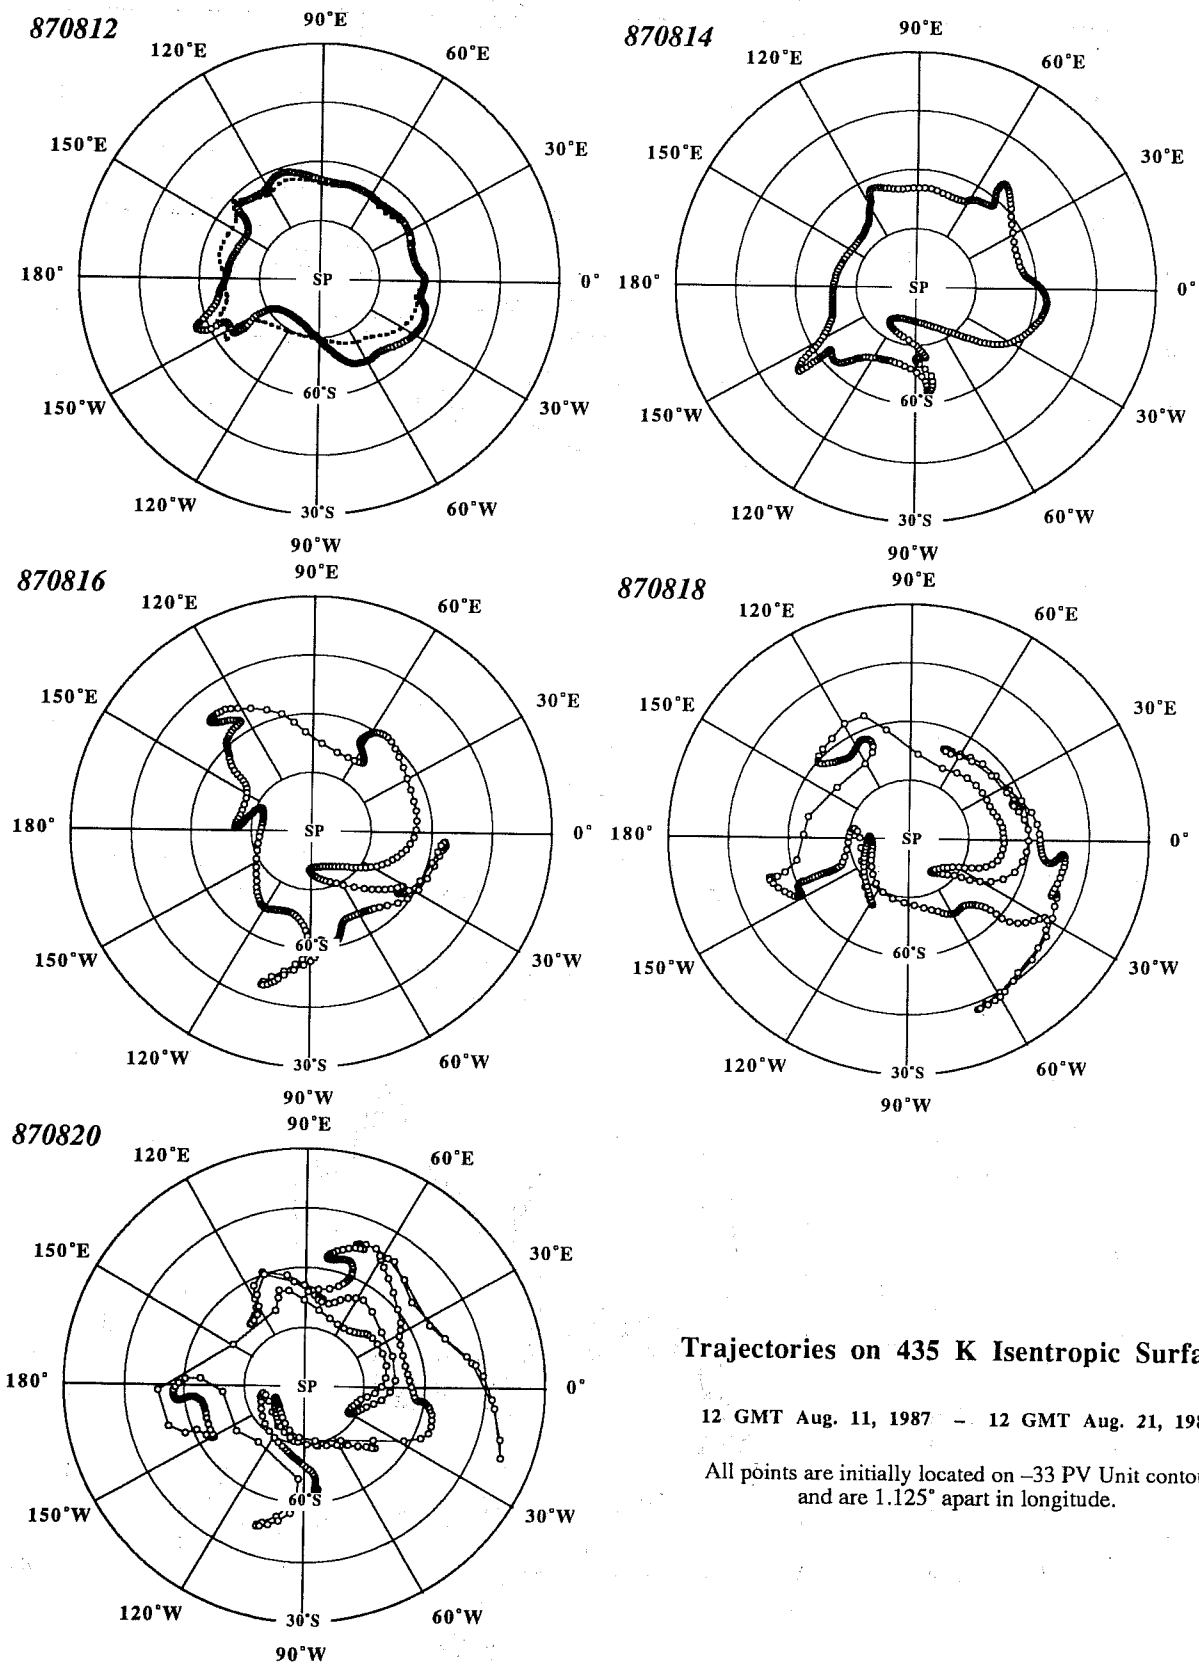 870812
90°E
120°E
60°E
150°E
30°E
180°
SP
0°
60°S
150°W
30°W
120°W
60°W
30°S
90°W
870814
90°E
120°E
60°E
150°E
30°E
180°
SP
0°
60°S
150°W
30°W
120°W
60°W
30°S
90°W
870816
90°E
120°E
60°E
150°E
30°E
180°
SP
0°
60°S
150°W
30°W
120°W
60°W
30°S
90°W
870818
90°E
120°E
60°E
150°E
30°E
180°
SP
0°
60°S
150°W
30°W
120°W
60°W
30°S
90°W
870820
90°E
120°E
60°E
150°E
30°E
180°
SP
0°
60°S
150°W
30°W
120°W
60°W
30°S
90°W
Trajectories on 435 K Isentropic Surfa
12 GMT Aug. 11, 1987 – 12 GMT Aug. 21, 198
All points are initially located on –33 PV Unit contou
and are 1.125° apart in longitude.